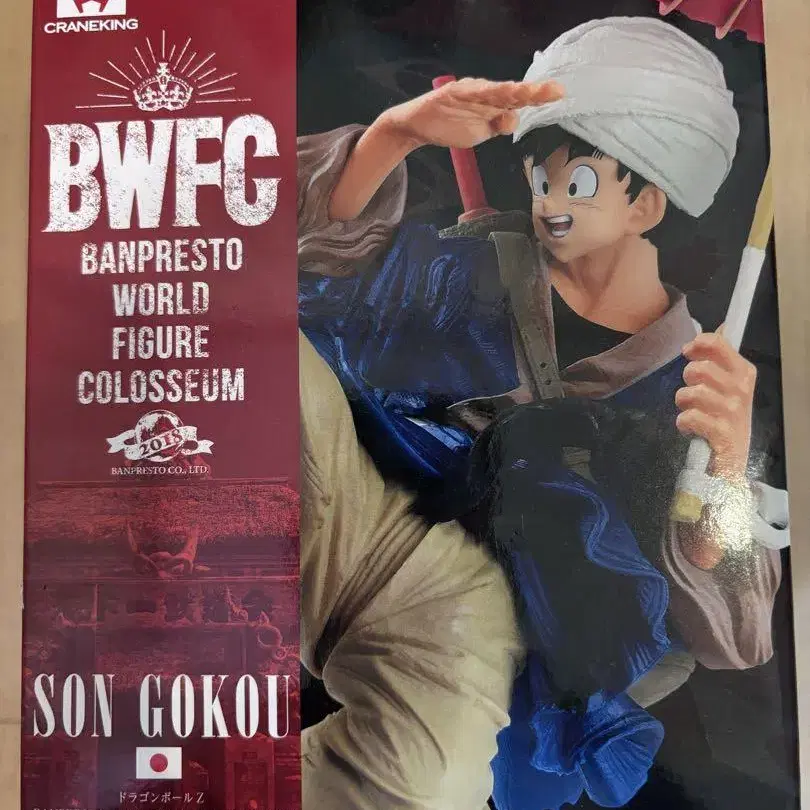 CRANEKING
BWFC
BANPRESTO
WORLD
FIGURE
COLOSSEUM
2018
BANPRESTO CO., LTD.
SON GOKOU
ドラゴンボールZ